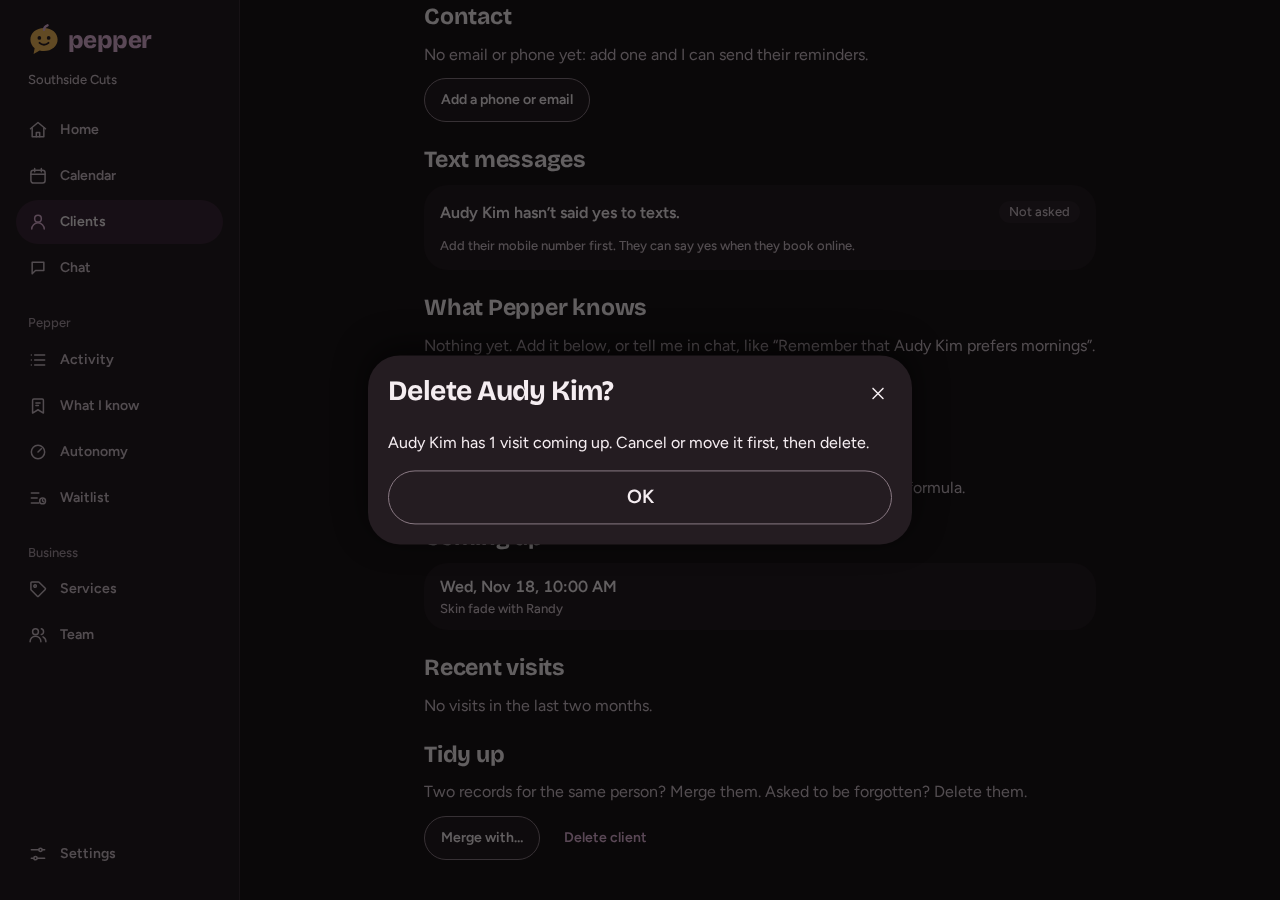 pepper
Southside Cuts
Home
Calendar
Clients
Chat
Pepper
Activity
What I know
Autonomy
Waitlist
Business
Services
Team
Settings
Contact
No email or phone yet: add one and I can send their reminders.
Add a phone or email
Text messages
Audy Kim hasn’t said yes to texts.
Not asked
Add their mobile number first. They can say yes when they book online.
What Pepper knows
Nothing yet. Add it below, or tell me in chat, like “Remember that Audy Kim prefers mornings”.
Delete Audy Kim?
Audy Kim has 1 visit coming up. Cancel or move it first, then delete.
OK
Wed, Nov 18, 10:00 AM
Skin fade with Randy
Recent visits
No visits in the last two months.
Tidy up
Two records for the same person? Merge them. Asked to be forgotten? Delete them.
Merge with…
Delete client